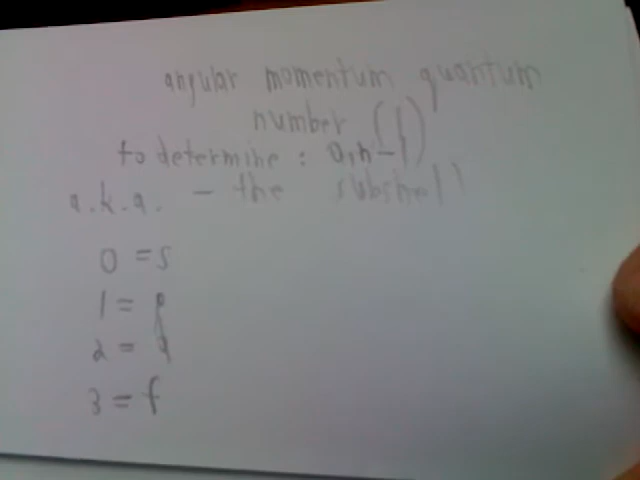 angular momentum quantum
number (l)
to determine: 0, n-1
a.k.a. - the subshell
0 = s
1 = p
2 = d
3 = f